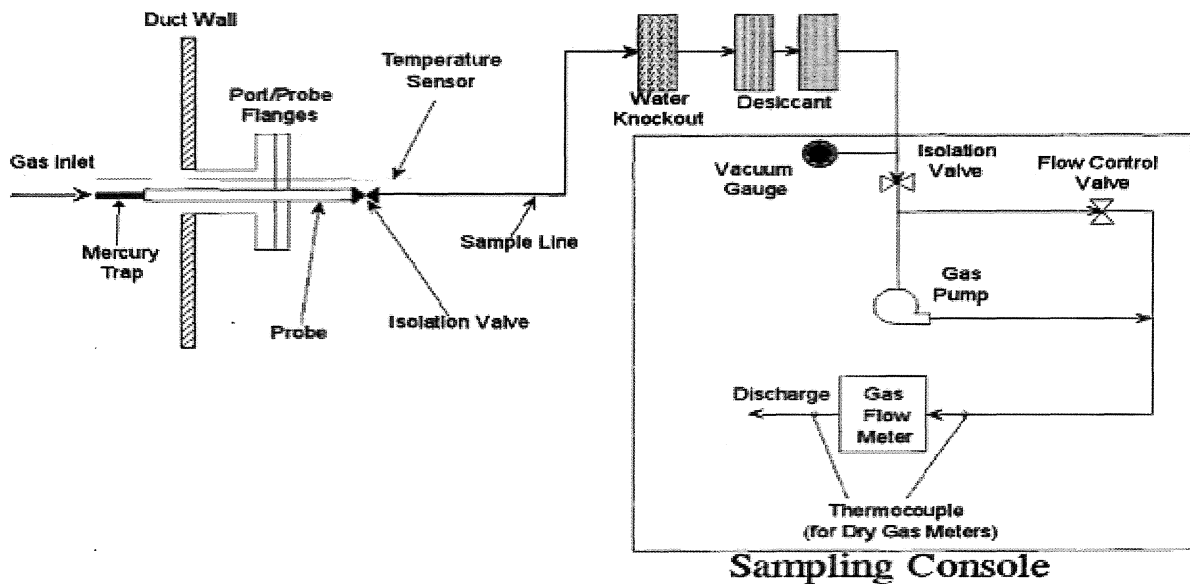 Duct Wall
Temperature
Sensor
Port/Probe
Flanges
Gas Inlet
Mercury
Trap
Probe
Isolation Valve
Sample Line
Water
Knockout
Desiccant
Vacuum
Gauge
Isolation
Valve
Flow Control
Valve
Gas
Pump
Discharge
Gas
Flow
Meter
Thermocouple
(for Dry Gas Meters)
Sampling Console